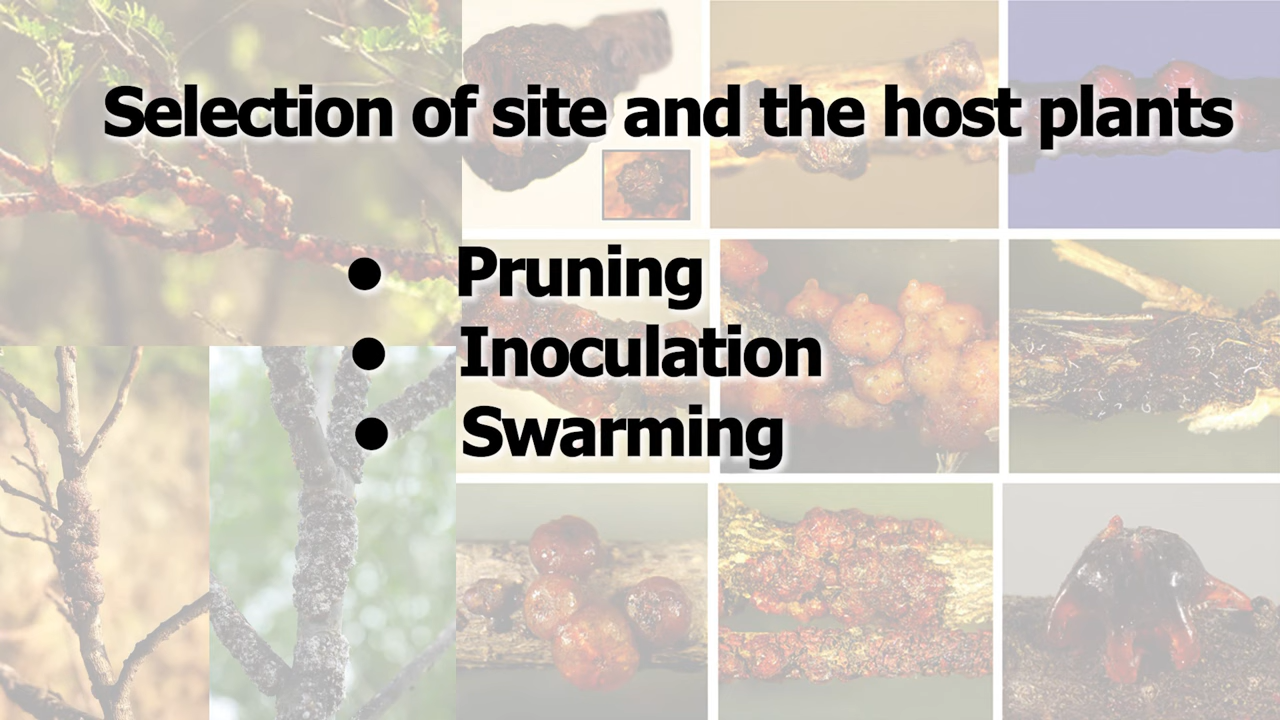 Selection of site and the host plants
• Pruning
• Inoculation
• Swarming